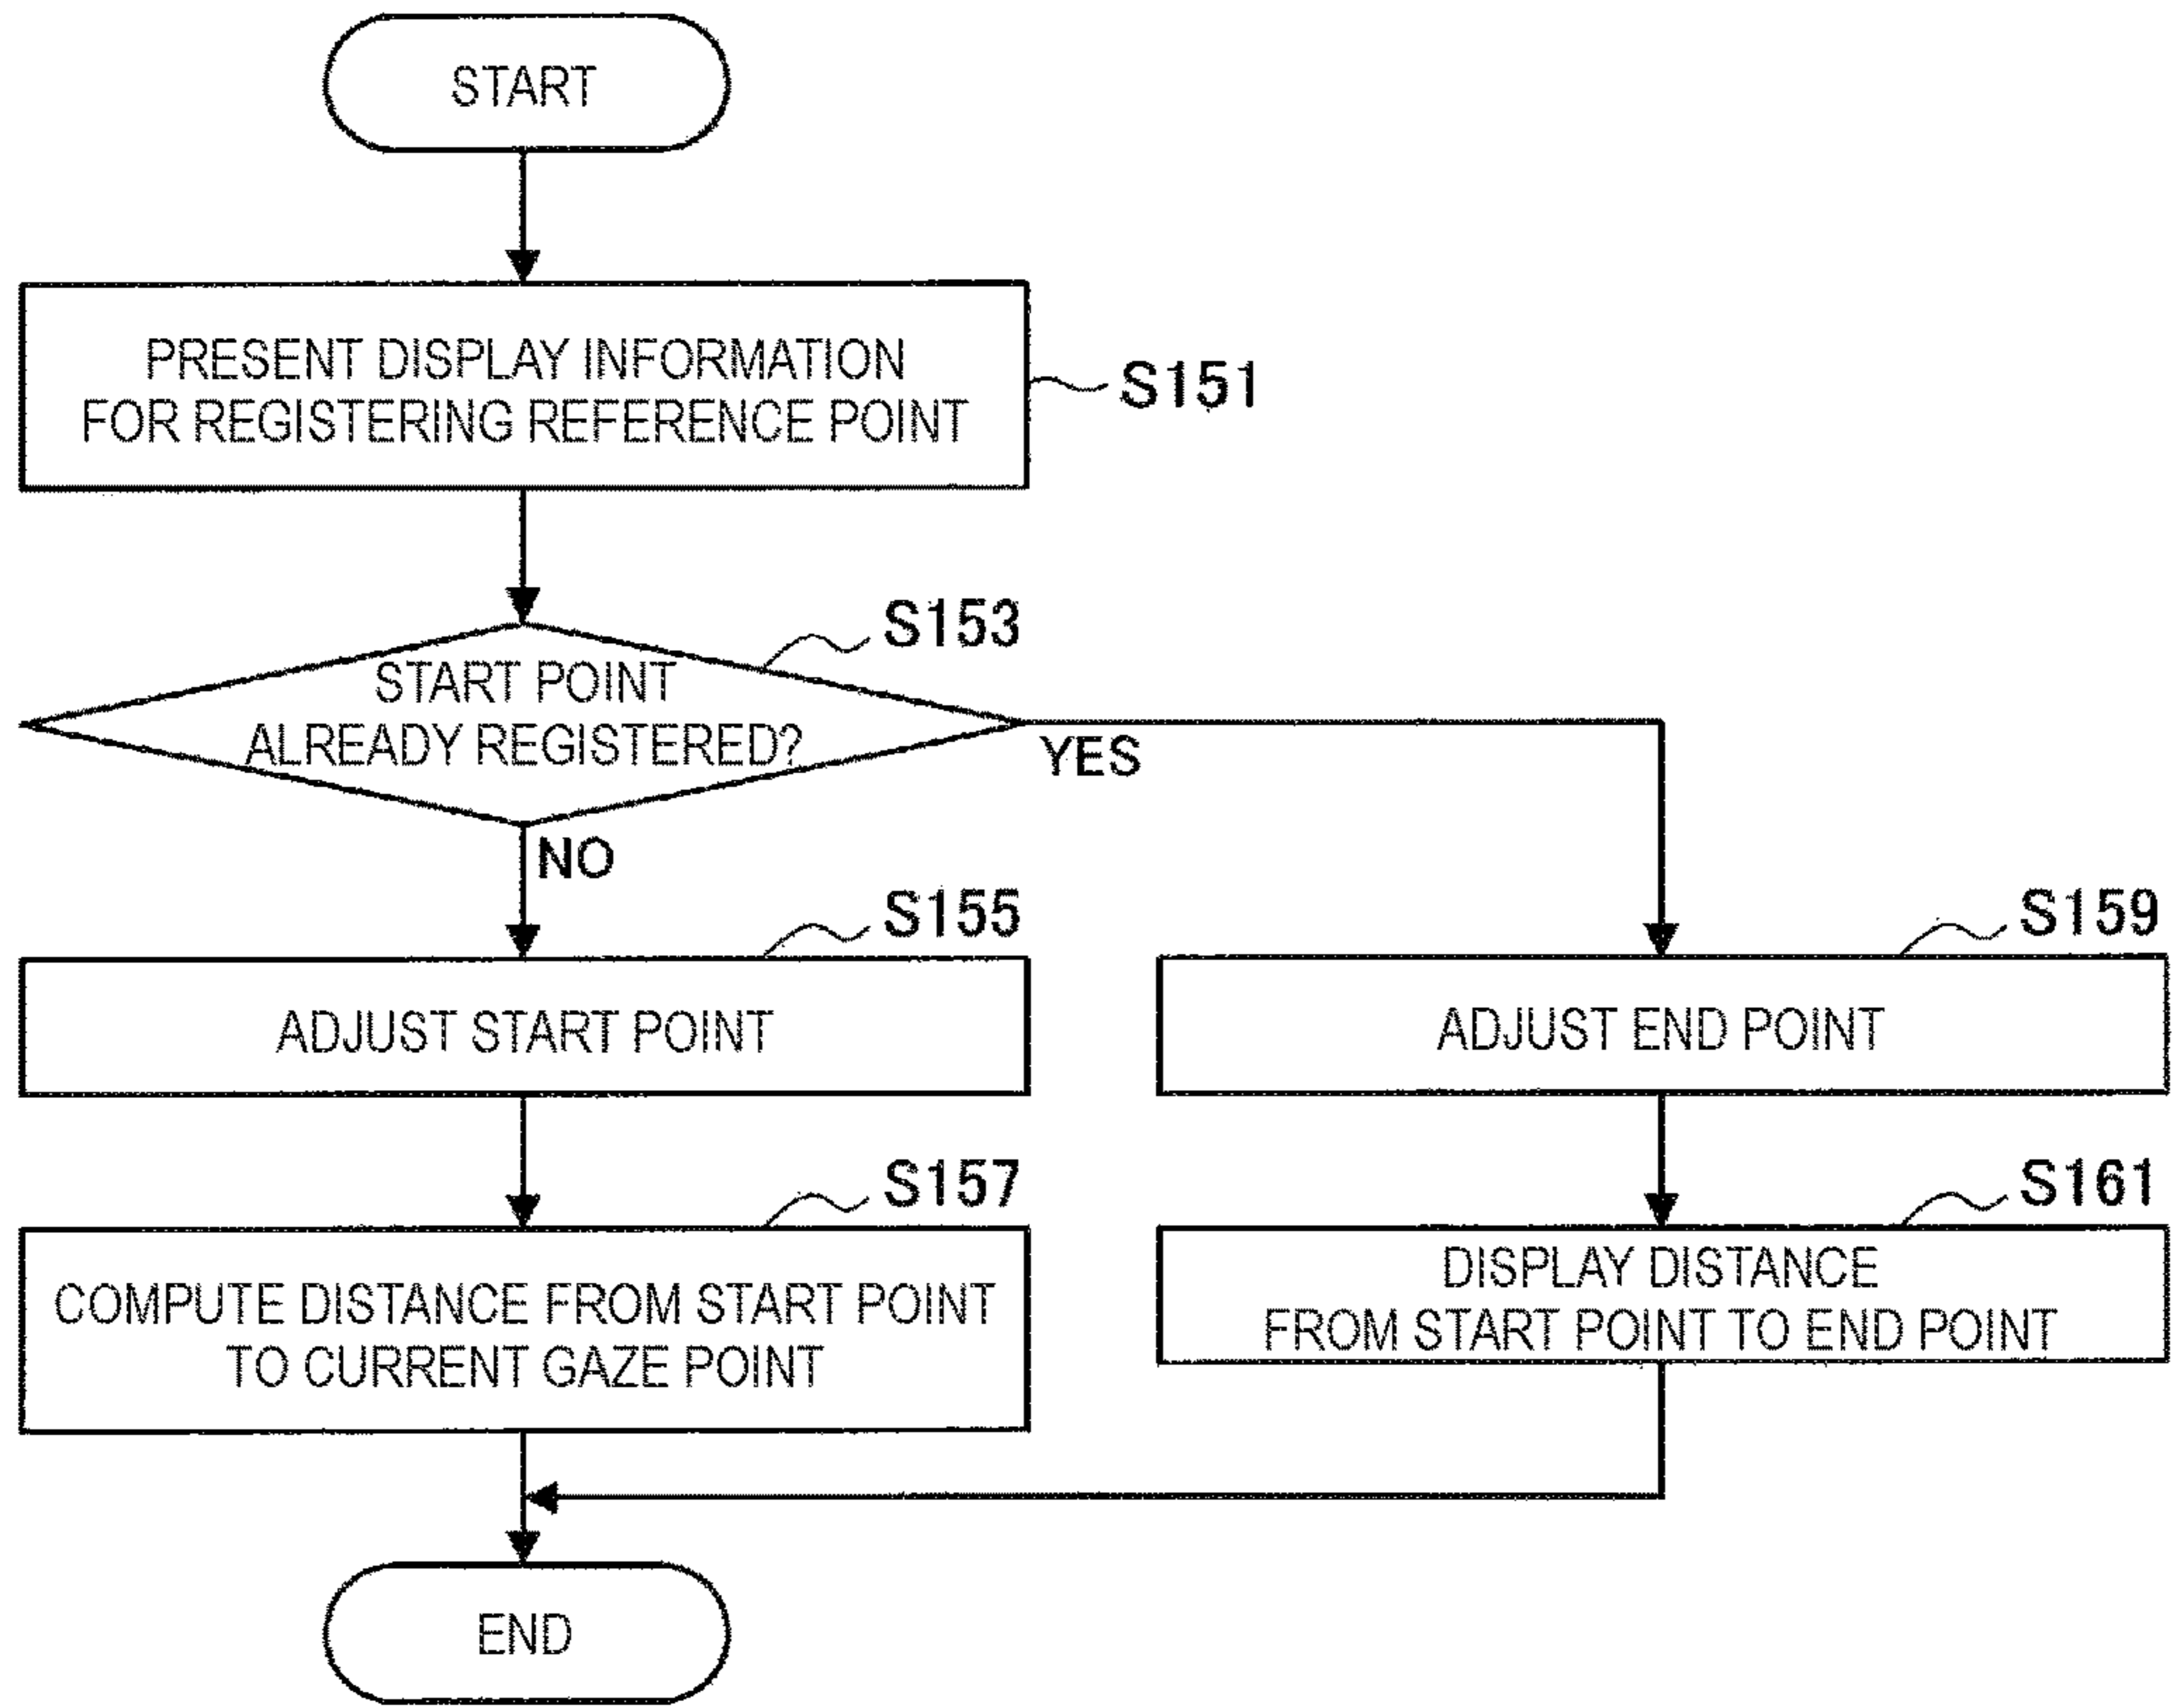 START
PRESENT DISPLAY INFORMATION
FOR REGISTERING REFERENCE POINT
S151
S153
START POINT
ALREADY REGISTERED?
YES
NO
S155
ADJUST START POINT
S159
ADJUST END POINT
S157
COMPUTE DISTANCE FROM START POINT
TO CURRENT GAZE POINT
S161
DISPLAY DISTANCE
FROM START POINT TO END POINT
END